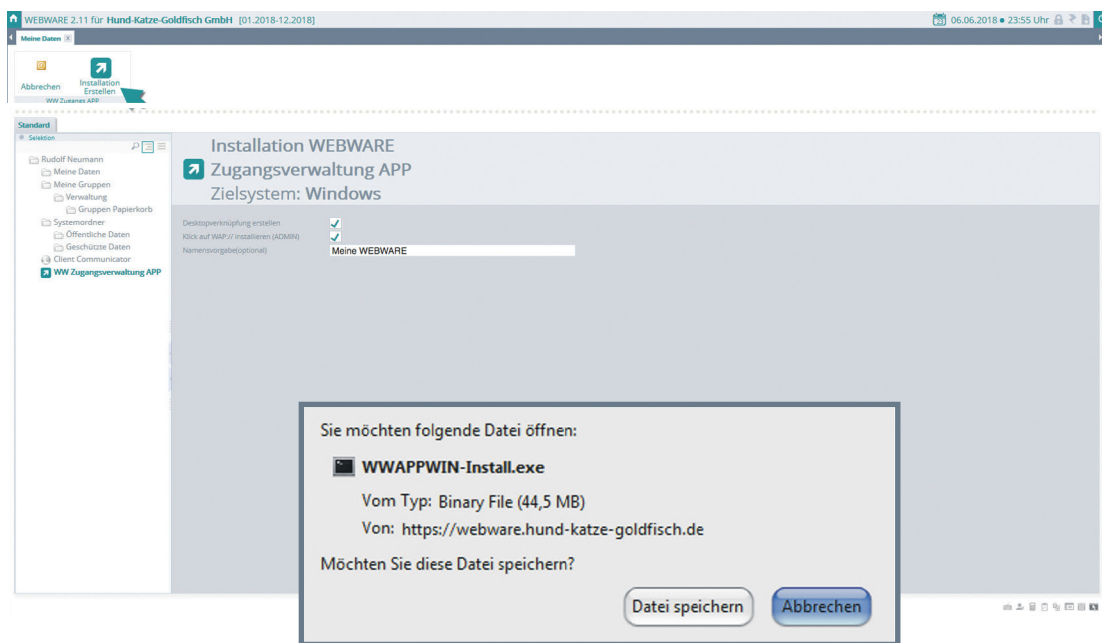 WEBWARE 2.11 für Hund-Katze-Goldfisch GmbH [01.2018-12.2018]
06.06.2018 • 23:55 Uhr
Meine Daten
Abbrechen
Installation
Erstellen
WW Zugangs APP
Standard
Selektion
Rudolf Neumann
Meine Daten
Meine Gruppen
Verwaltung
Gruppen Papierkorb
Systemordner
Öffentliche Daten
Geschützte Daten
Client Communicator
WW Zugangsverwaltung APP
Installation WEBWARE
Zugangsverwaltung APP
Zielsystem: Windows
Desktopverknüpfung erstellen
Klick auf WAP:// installieren (ADMIN)
Namensvorgabe(optional)
Meine WEBWARE
Sie möchten folgende Datei öffnen:
WWAPPWIN-Install.exe
Vom Typ: Binary File (44,5 MB)
Von: https://webware.hund-katze-goldfisch.de
Möchten Sie diese Datei speichern?
Datei speichern
Abbrechen